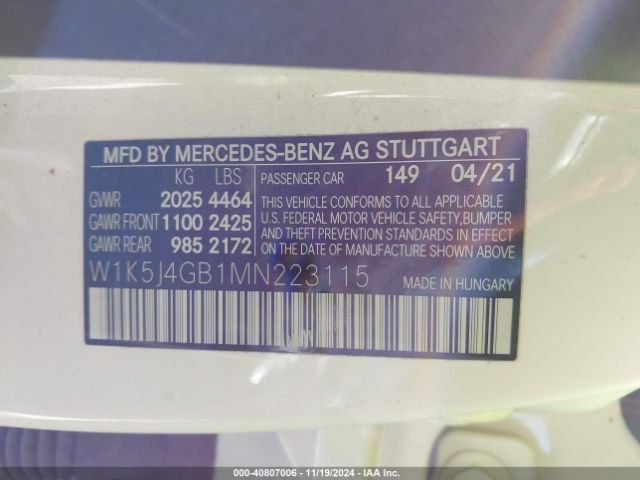 MFD BY MERCEDES-BENZ AG STUTTGART
KG LBS
GVWR 2025 4464
GAWR FRONT 1100 2425
GAWR REAR 985 2172
PASSENGER CAR 149 04/21
THIS VEHICLE CONFORMS TO ALL APPLICABLE
U.S. FEDERAL MOTOR VEHICLE SAFETY,BUMPER
AND THEFT PREVENTION STANDARDS IN EFFECT
ON THE DATE OF MANUFACTURE SHOWN ABOVE
W1K5J4GB1MN223115
MADE IN HUNGARY
000-40807006 | 11/19/2024 | IAA Inc.